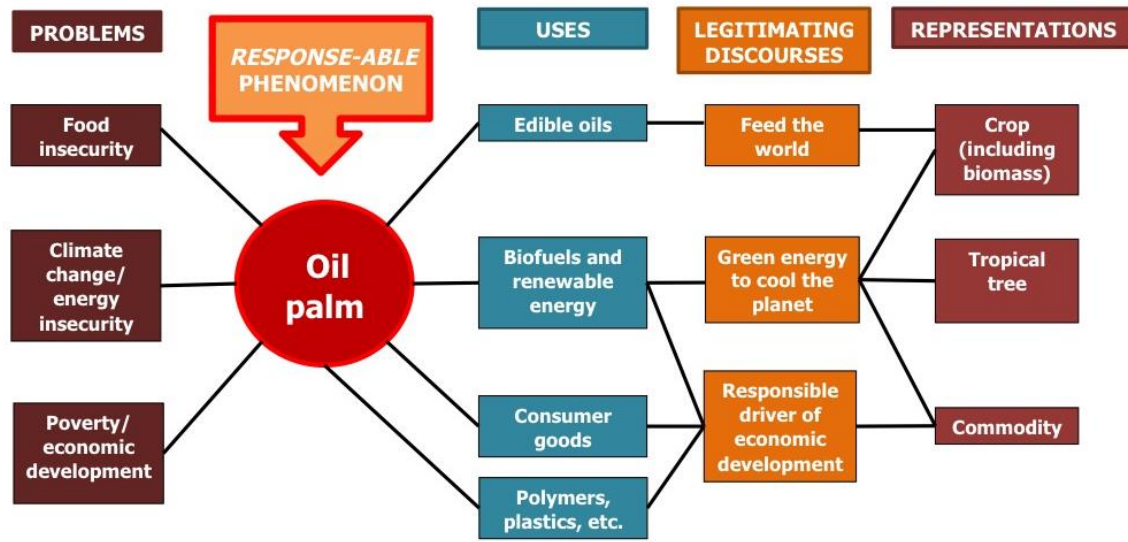 PROBLEMS
RESPONSE-ABLE
PHENOMENON
USES
LEGITIMATING
DISCOURSES
REPRESENTATIONS
Food
insecurity
Climate
change/
energy
insecurity
Poverty/
economic
development
Oil
palm
Edible oils
Biofuels and
renewable
energy
Consumer
goods
Polymers,
plastics, etc.
Feed the
world
Green energy
to cool the
planet
Responsible
driver of
economic
development
Crop
(including
biomass)
Tropical
tree
Commodity